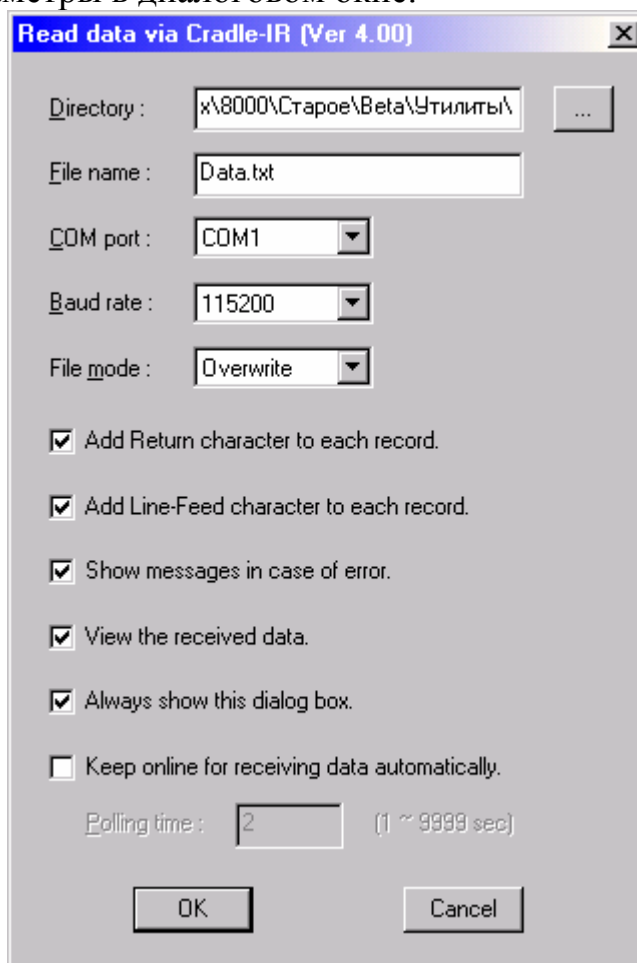 метры в диалоговом окне.
Read data via Cradle-IR (Ver 4.00)
Directory : x\8000\Старое\Beta\Утилиты\ ...
File name : Data.txt
COM port : COM1
Baud rate : 115200
File mode : Overwrite
Add Return character to each record.
Add Line-Feed character to each record.
Show messages in case of error.
View the received data.
Always show this dialog box.
Keep online for receiving data automatically.
Polling time : 2 (1 ~ 9999 sec)
OK Cancel